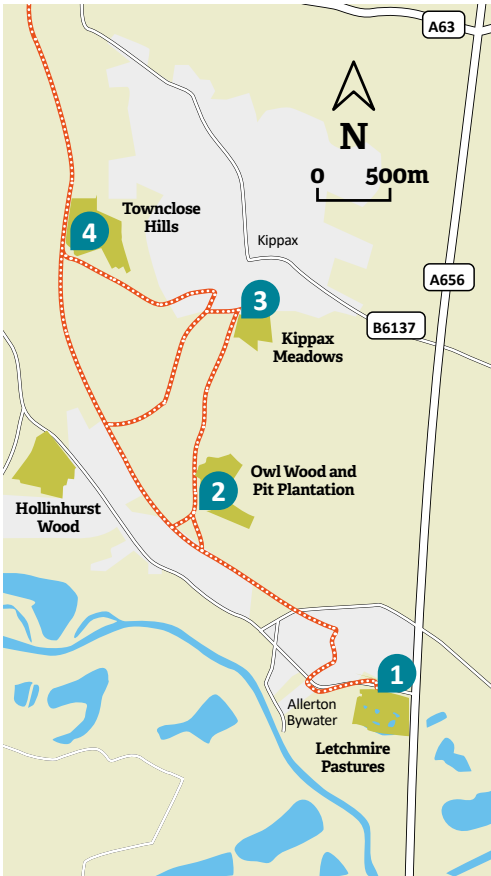 A63
N
0 500m
Townclose
Hills
4
Kippax
A656
3
B6137
Kippax
Meadows
Owl Wood and
Pit Plantation
2
Hollinhurst
Wood
1
Allerton
Bywater
Letchmire
Pastures